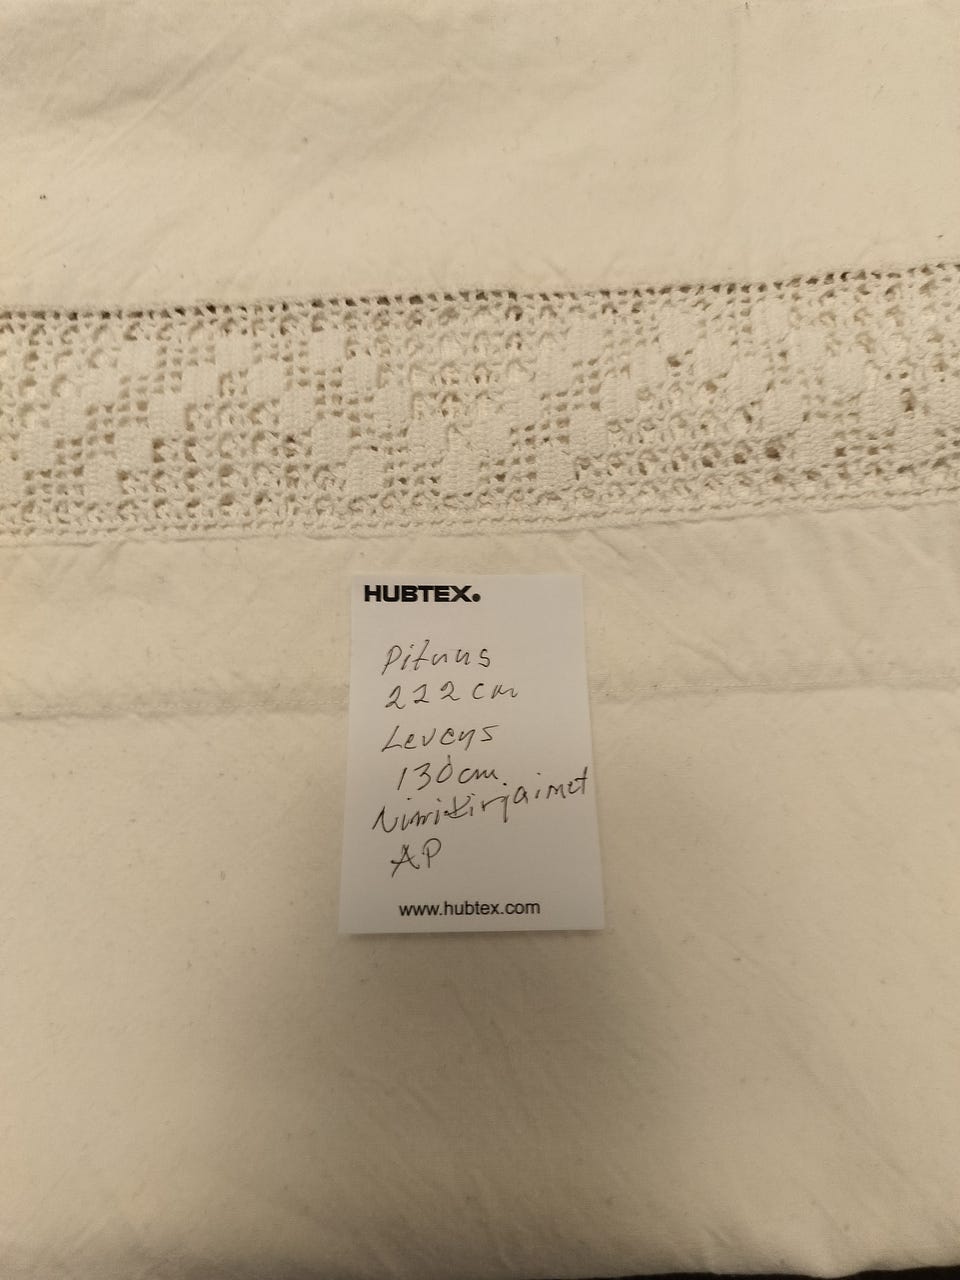 HUBTEX.
Pituus
222 cm
Leveys
130 cm
Nimikirjaimet
AP
www.hubtex.com